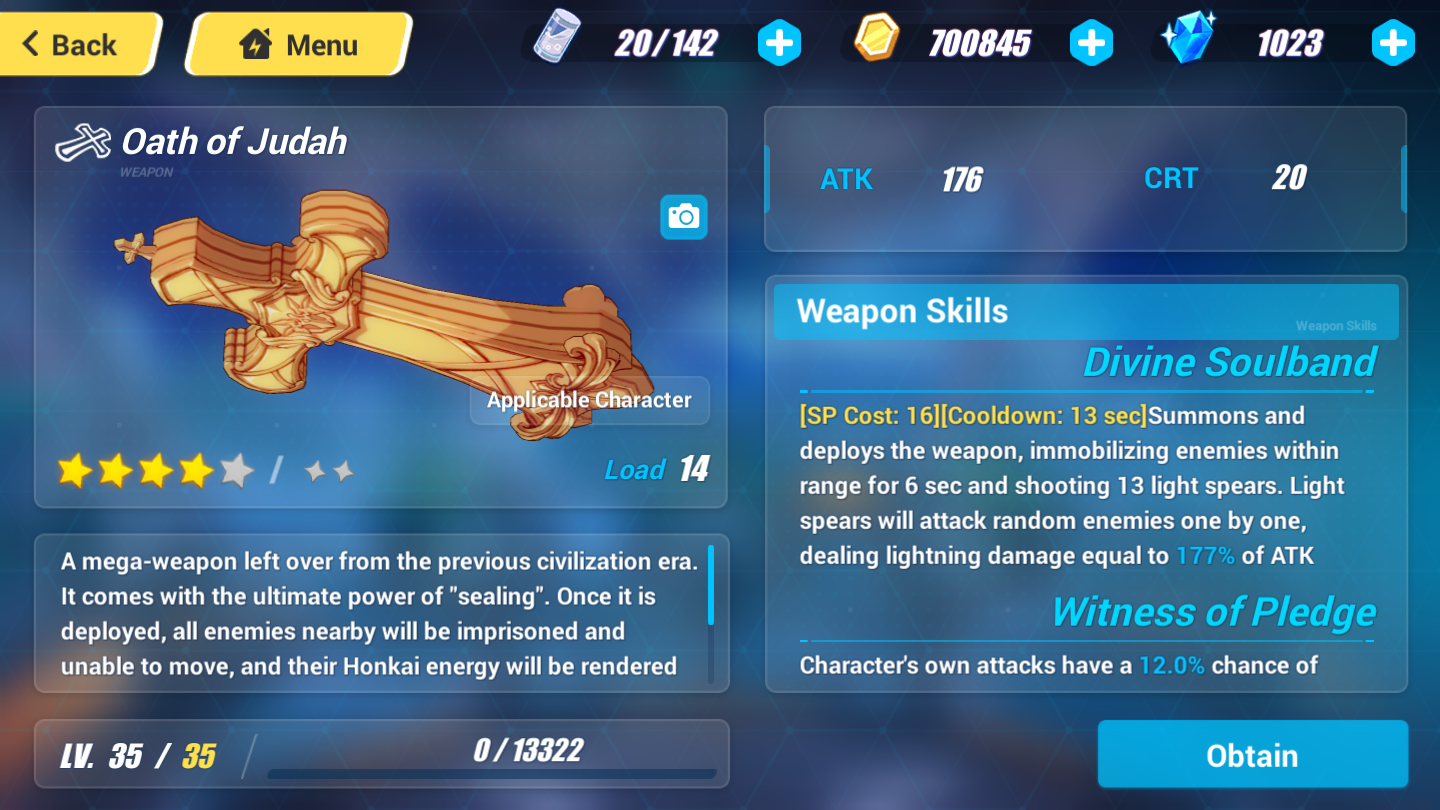 Back
Menu
20/142
700845
1023
Oath of Judah
WEAPON
Applicable Character
Load 14
/
A mega-weapon left over from the previous civilization era.
It comes with the ultimate power of "sealing". Once it is
deployed, all enemies nearby will be imprisoned and
unable to move, and their Honkai energy will be rendered
LV. 35 / 35
0/13322
ATK 176
CRT 20
Weapon Skills
Weapon Skills
Divine Soulband
[SP Cost: 16][Cooldown: 13 sec]Summons and
deploys the weapon, immobilizing enemies within
range for 6 sec and shooting 13 light spears. Light
spears will attack random enemies one by one,
dealing lightning damage equal to 177% of ATK
Witness of Pledge
Character's own attacks have a 12.0% chance of
Obtain